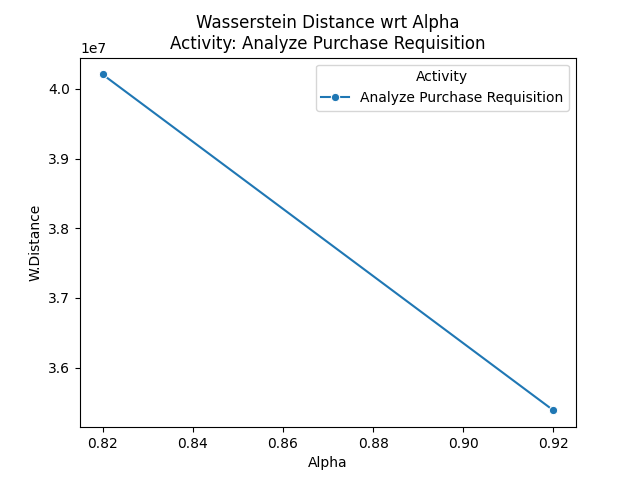 Wasserstein Distance wrt Alpha
Activity: Analyze Purchase Requisition
1e7
Activity
Analyze Purchase Requisition
4.0
3.9
3.8
3.7
3.6
W.Distance
0.82 0.84 0.86 0.88 0.90 0.92
Alpha